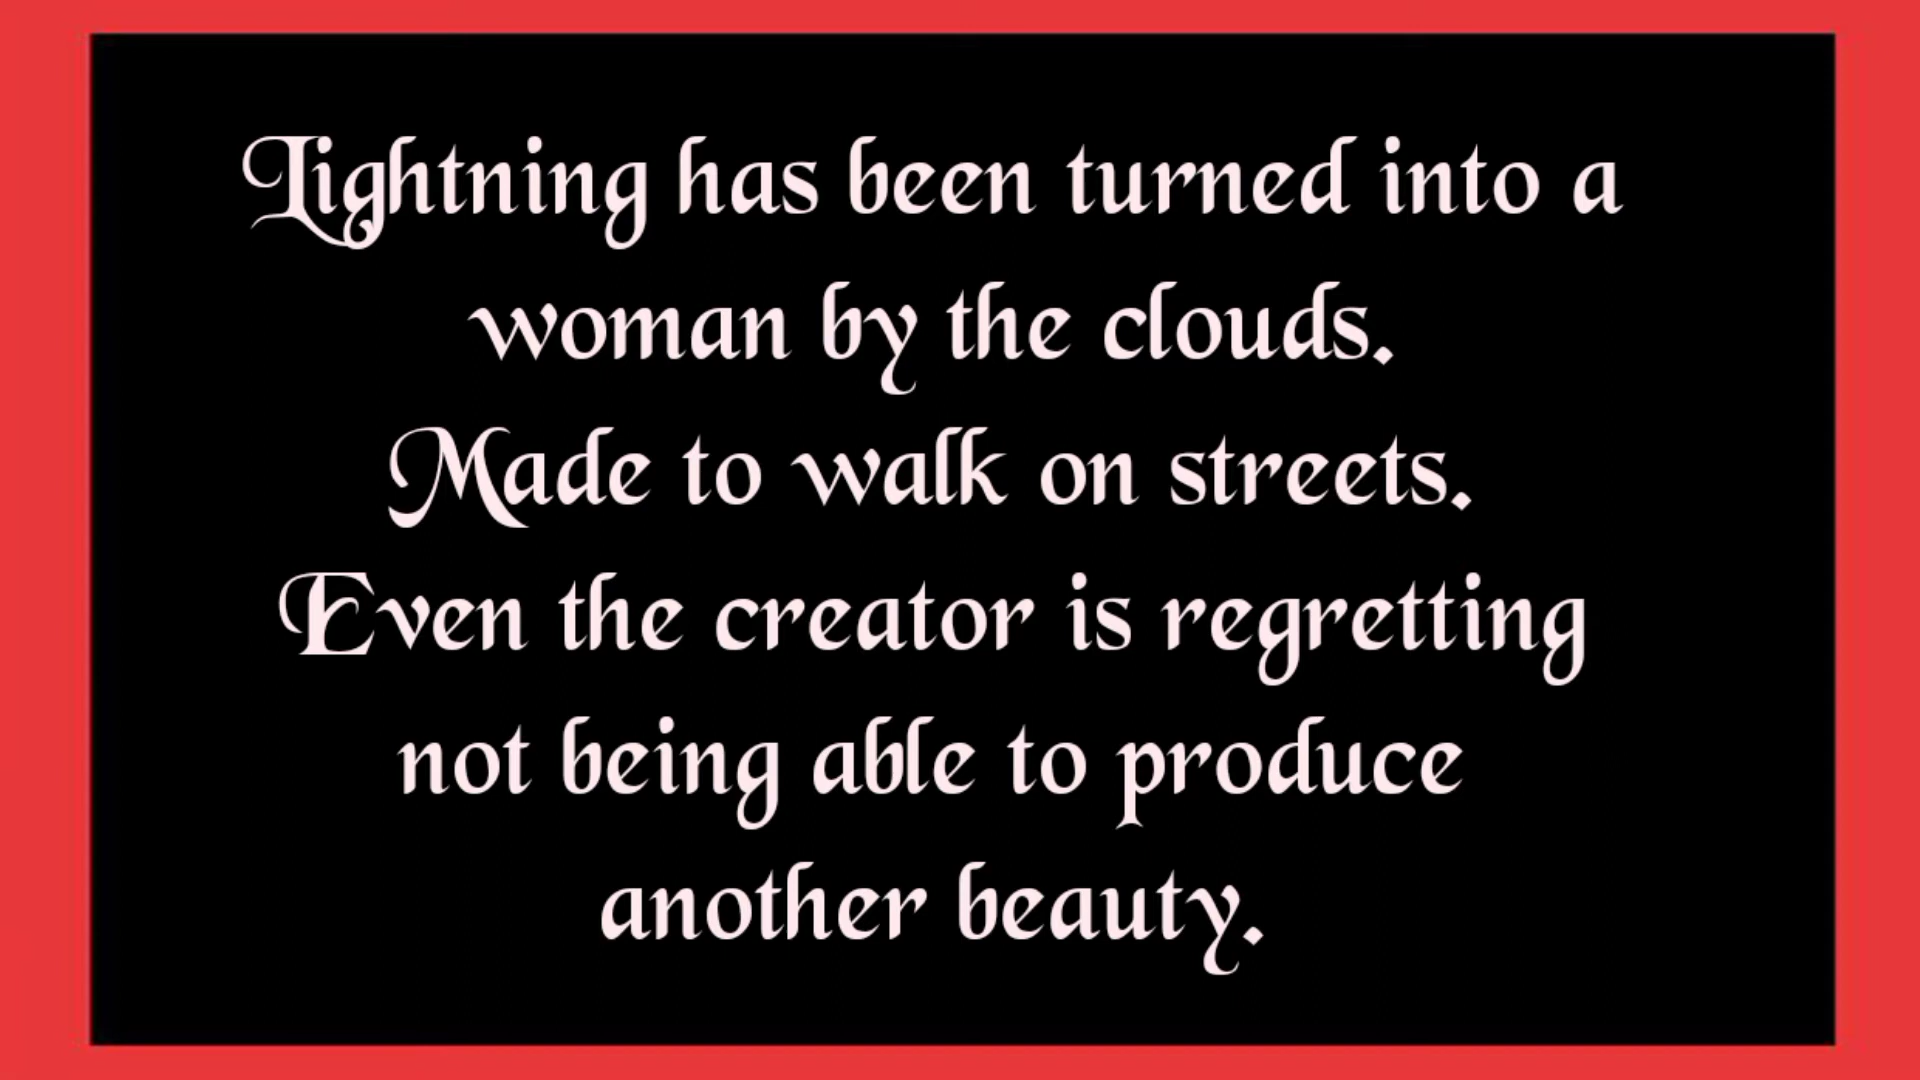 Lightning has been turned into a
woman by the clouds.
Made to walk on streets.
Even the creator is regretting
not being able to produce
another beauty.